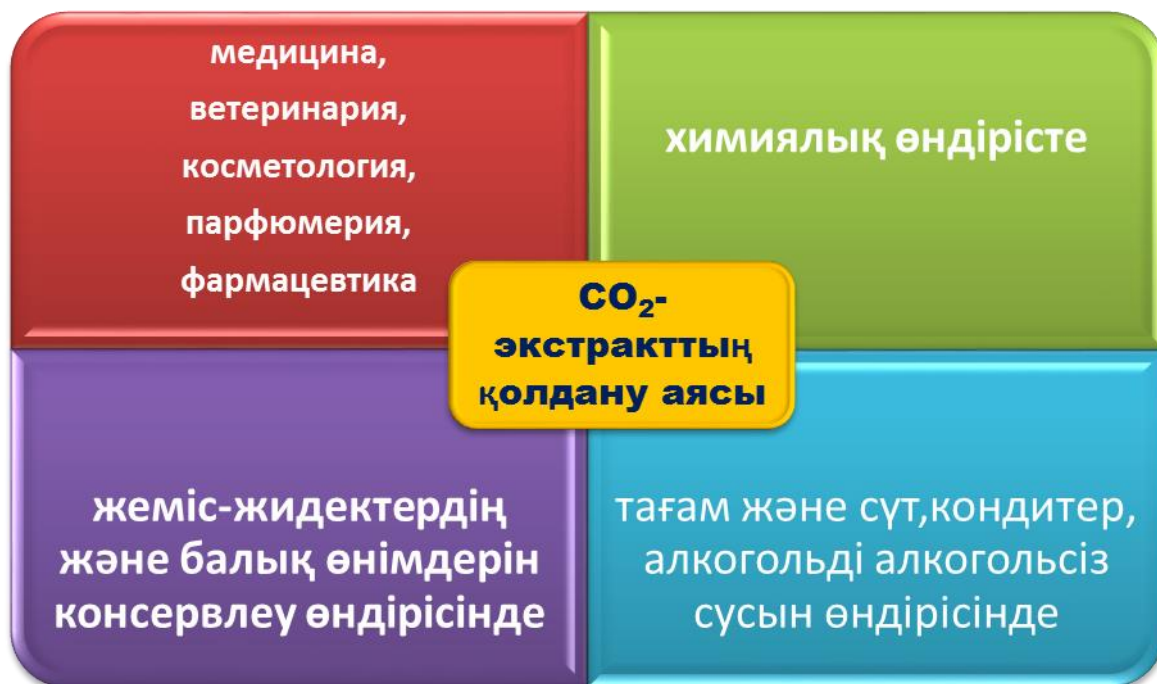 медицина,
ветеринария,
косметология,
парфюмерия,
фармацевтика
химиялық өндірісте
СО₂-
экстракттың
қолдану аясы
жеміс-жидектердің
және балық өнімдерін
консервлеу өндірісінде
тағам және сүт,кондитер,
алкогольді алкогольсіз
сусын өндірісінде